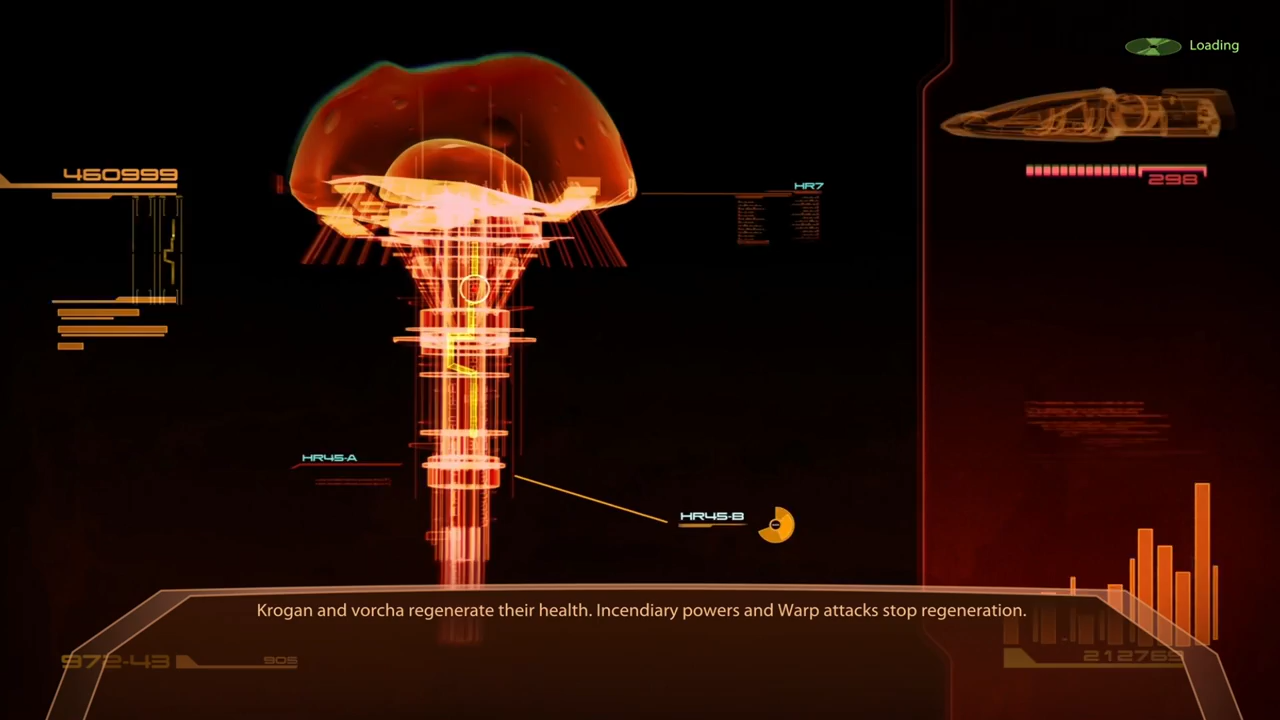 Loading
460999
298
HR7
HR45-A
HR45-B
Krogan and vorcha regenerate their health. Incendiary powers and Warp attacks stop regeneration.
972-43
905
212769